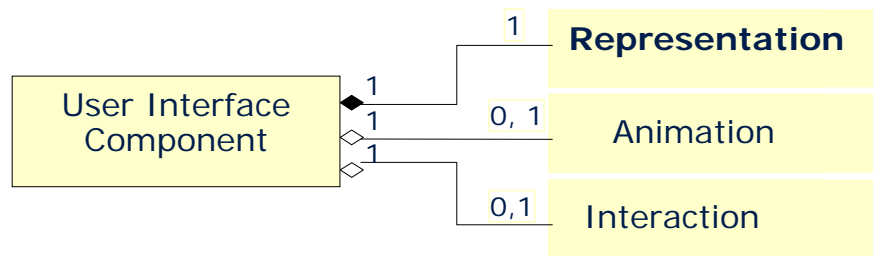 1
Representation
1
User Interface
Component
1
0, 1
Animation
1
0,1
Interaction